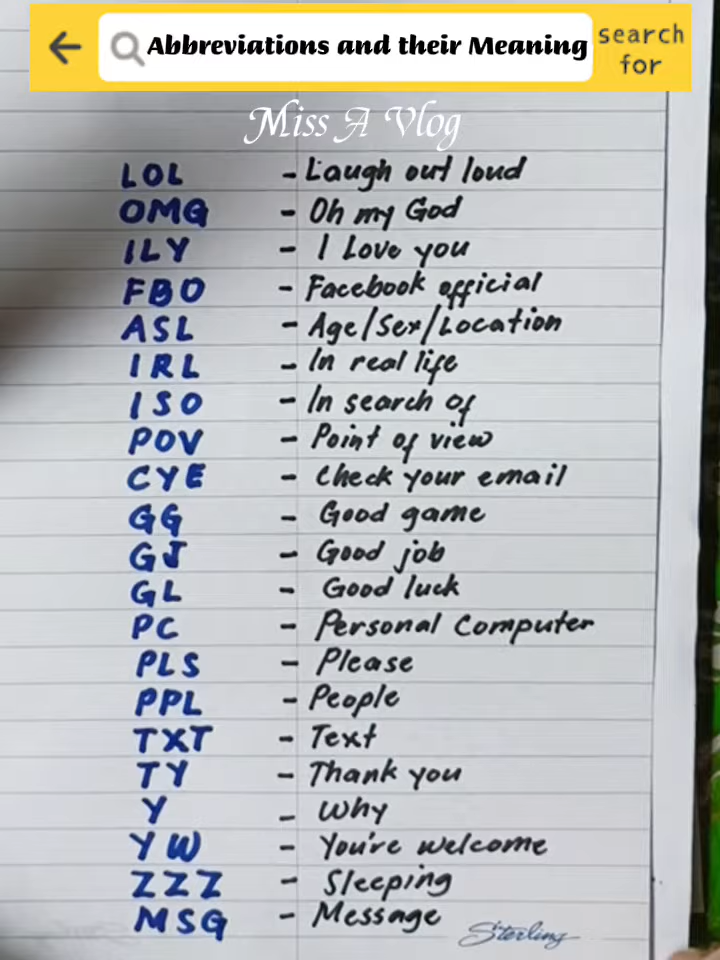 Abbreviations and their Meaning
search for
Miss A Vlog
LOL - Laugh out loud
OMG - Oh my God
ILY - I Love you
FBO - Facebook official
ASL - Age/Sex/Location
IRL - In real life
ISO - In search of
POV - Point of view
CYE - Check your email
GG - Good game
GJ - Good job
GL - Good luck
PC - Personal Computer
PLS - Please
PPL - People
TXT - Text
TY - Thank you
Y - Why
YW - You're welcome
ZZZ - Sleeping
MSG - Message
Sterling